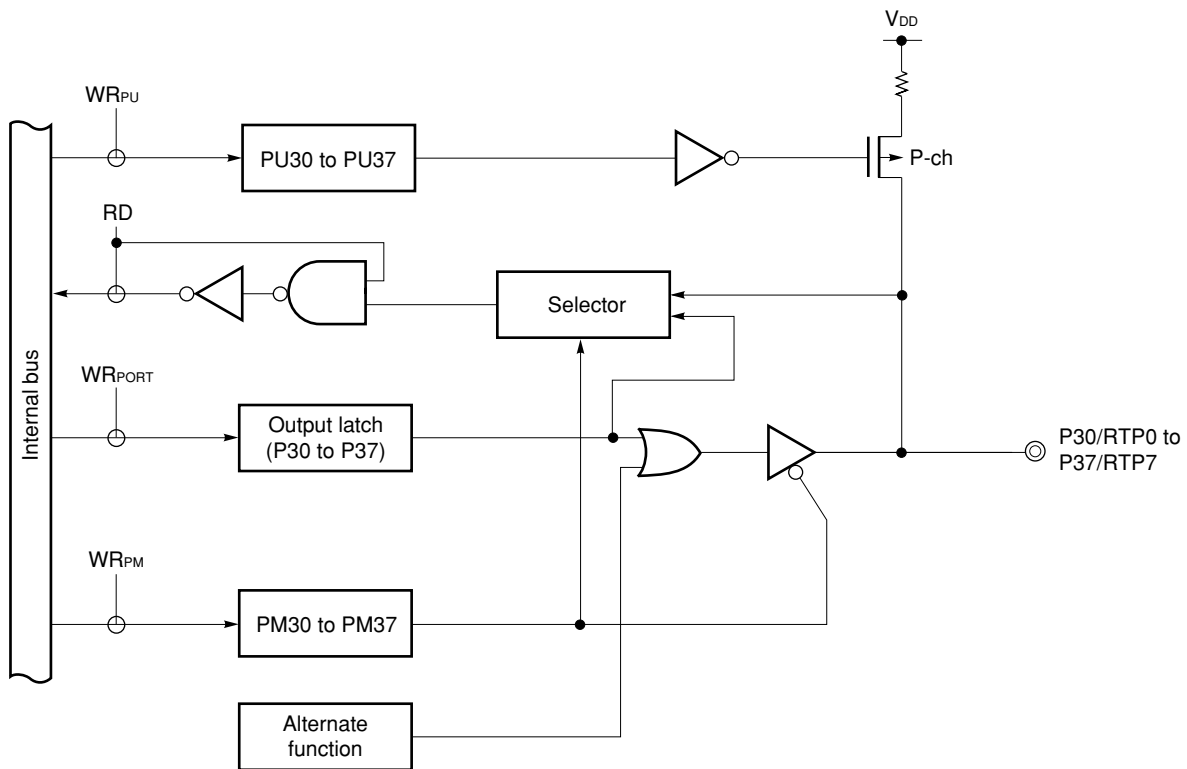 VDD
WRPU
PU30 to PU37
P-ch
RD
Selector
Internal bus
WRPORT
Output latch
(P30 to P37)
P30/RTP0 to
P37/RTP7
WRPM
PM30 to PM37
Alternate
function